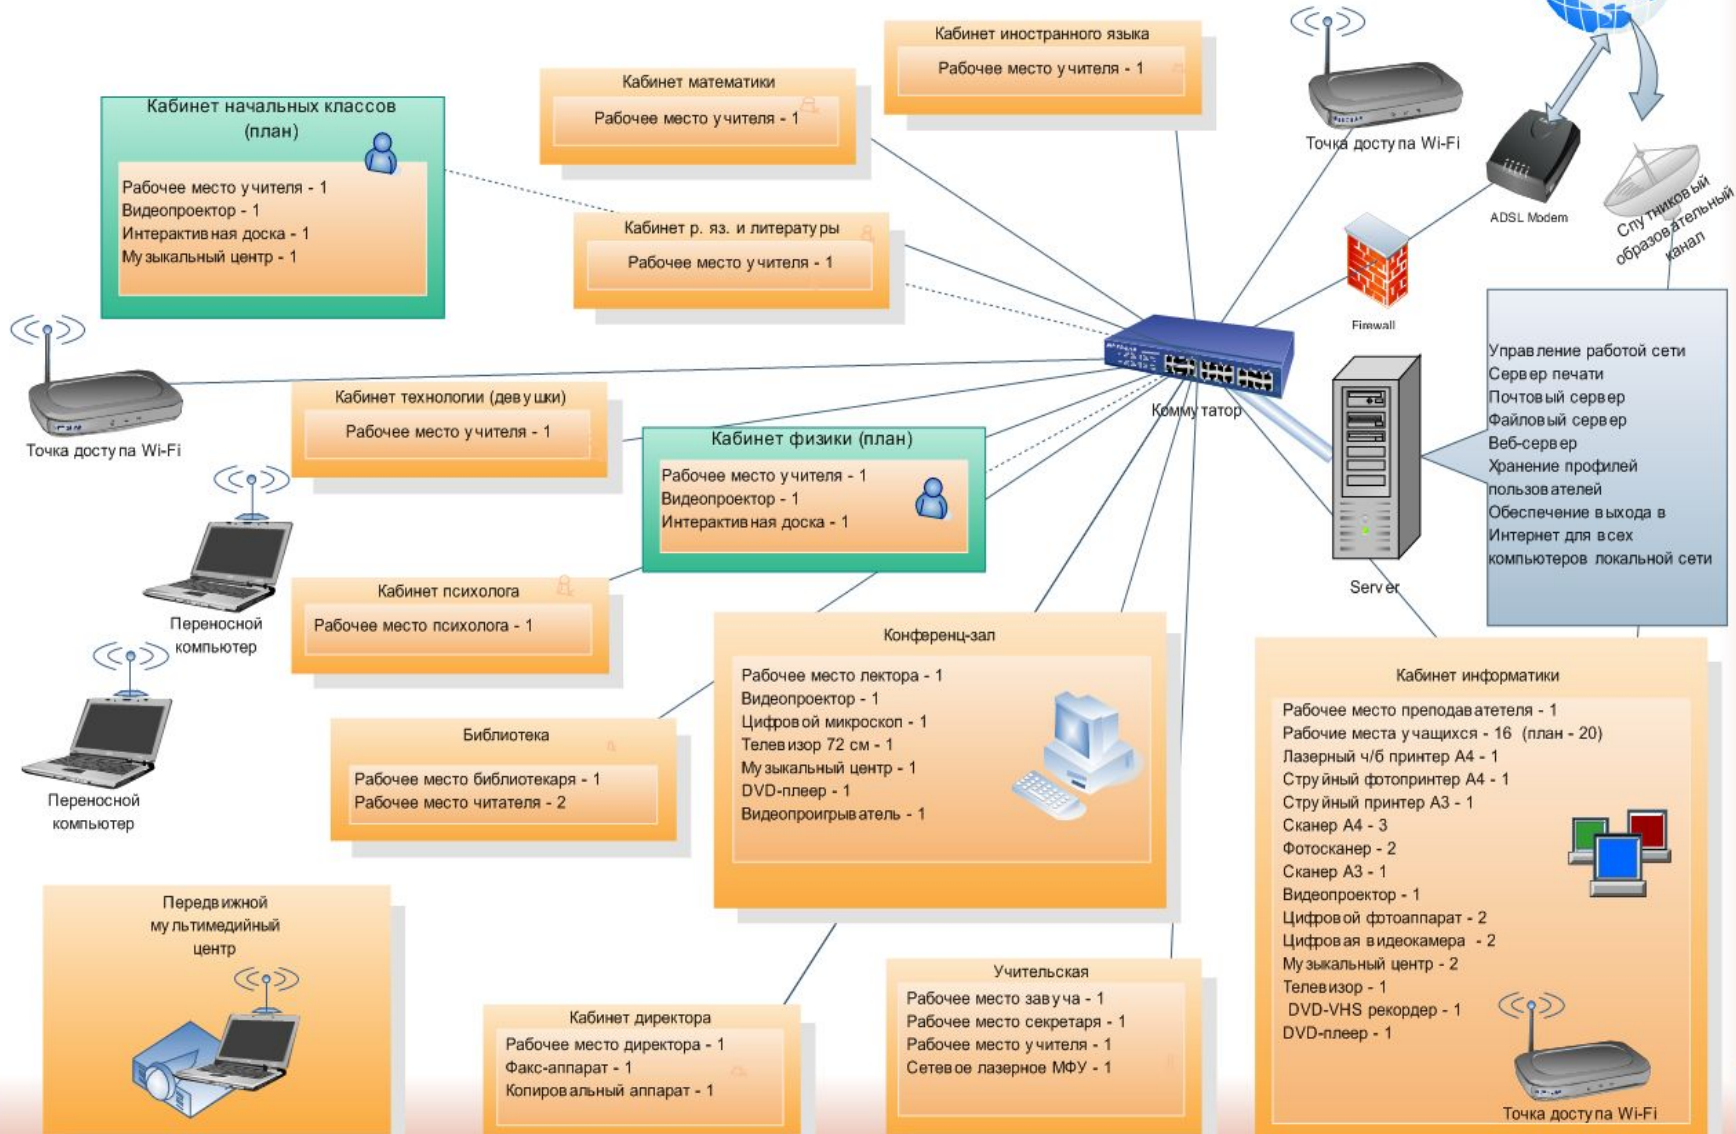 Кабинет иностранного языка
Рабочее место учителя - 1
Кабинет математики
Рабочее место учителя - 1
Кабинет начальных классов
(план)
Рабочее место учителя - 1
Видеопроектор - 1
Интерактивная доска - 1
Музыкальный центр - 1
Кабинет р. яз. и литературы
Рабочее место учителя - 1
Точка доступа Wi-Fi
ADSL Modem
Спутниковый
образовательный
канал
Firewall
Коммутатор
Server
Управление работой сети
Сервер печати
Почтовый сервер
Файловый сервер
Веб-сервер
Хранение профилей
пользователей
Обеспечение выхода в
Интернет для всех
компьютеров локальной сети
Точка доступа Wi-Fi
Кабинет технологии (девушки)
Рабочее место учителя - 1
Кабинет физики (план)
Рабочее место учителя - 1
Видеопроектор - 1
Интерактивная доска - 1
Переносной
компьютер
Кабинет психолога
Рабочее место психолога - 1
Переносной
компьютер
Библиотека
Рабочее место библиотекаря - 1
Рабочее место читателя - 2
Конференц-зал
Рабочее место лектора - 1
Видеопроектор - 1
Цифровой микроскоп - 1
Телевизор 72 см - 1
Музыкальный центр - 1
DVD-плеер - 1
Видеопроигрыватель - 1
Кабинет информатики
Рабочее место преподаватетеля - 1
Рабочие места учащихся - 16 (план - 20)
Лазерный ч/б принтер А4 - 1
Струйный фотопринтер А4 - 1
Струйный принтер А3 - 1
Сканер А4 - 3
Фотосканер - 2
Сканер А3 - 1
Видеопроектор - 1
Цифровой фотоаппарат - 2
Цифровая видеокамера - 2
Музыкальный центр - 2
Телевизор - 1
DVD-VHS рекордер - 1
DVD-плеер - 1
Точка доступа Wi-Fi
Передвижной
мультимедийный
центр
Кабинет директора
Рабочее место директора - 1
Факс-аппарат - 1
Копировальный аппарат - 1
Учительская
Рабочее место завуча - 1
Рабочее место секретаря - 1
Рабочее место учителя - 1
Сетевое лазерное МФУ - 1